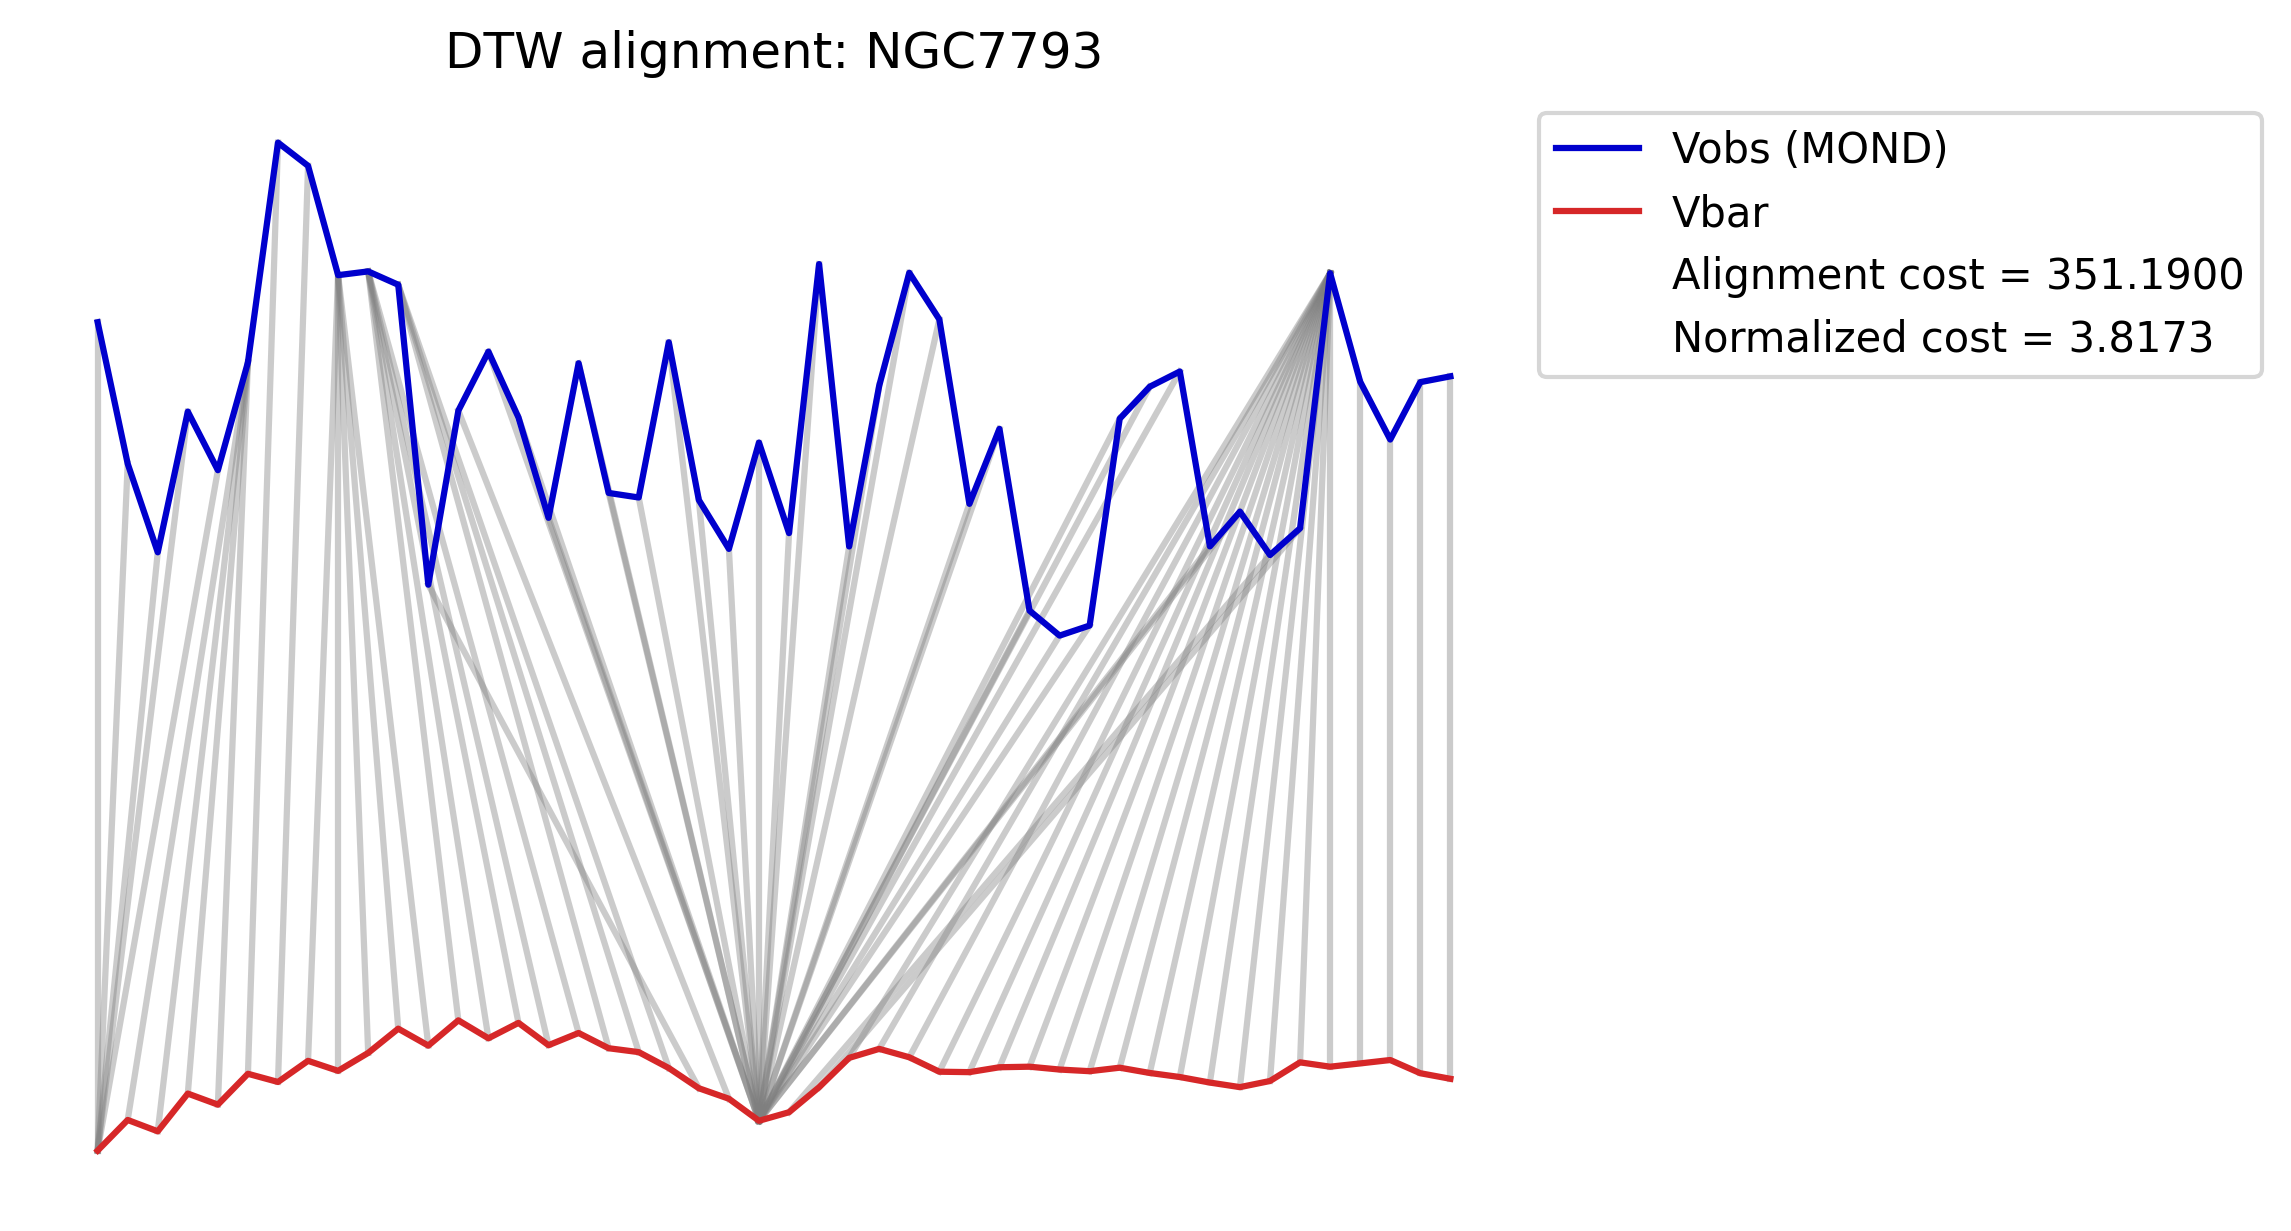 DTW alignment: NGC7793
Vobs (MOND)
Vbar
Alignment cost = 351.1900
Normalized cost = 3.8173